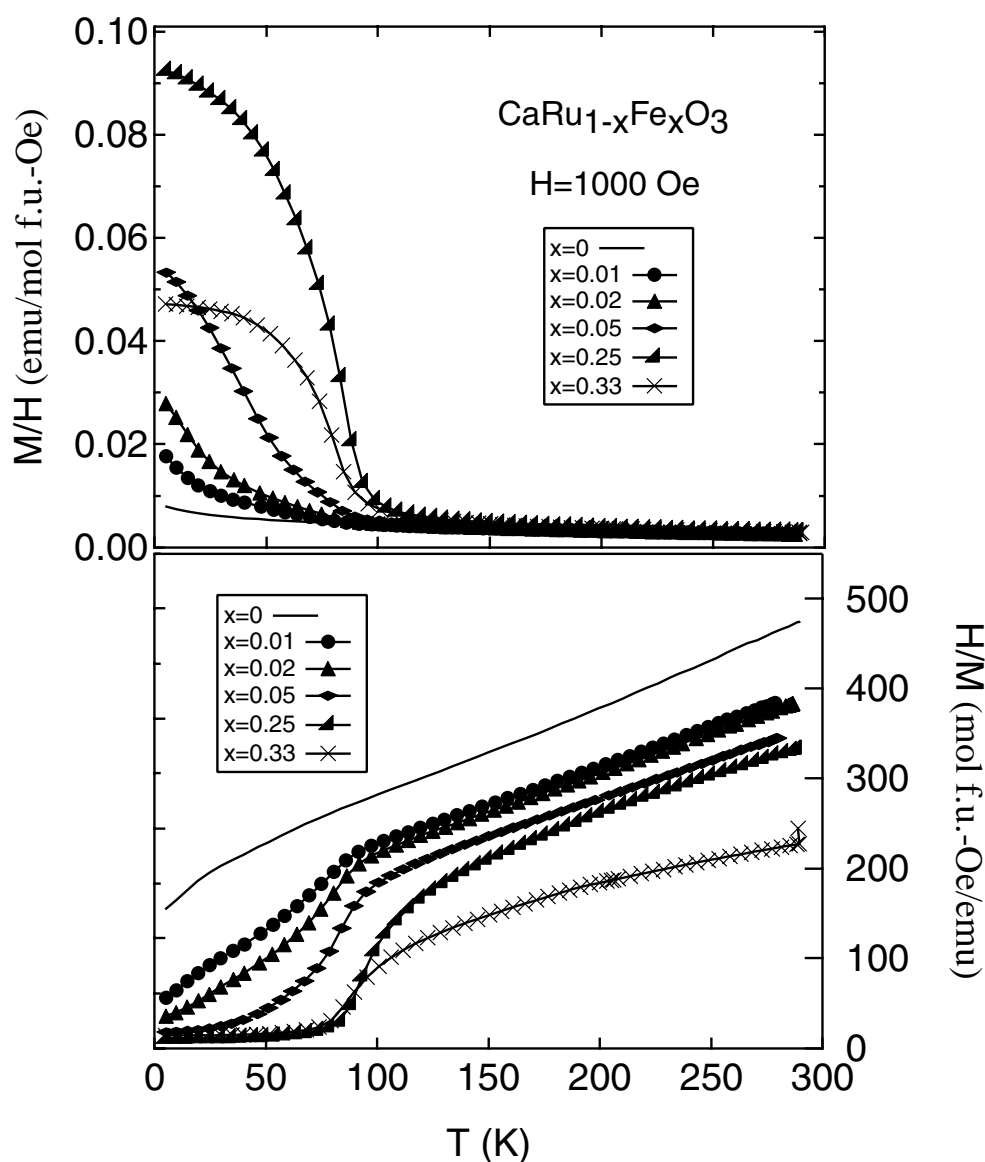 0.10
0.08
0.06
0.04
0.02
0.00
M/H (emu/mol f.u.-Oe)
CaRu1-xFexO3
H=1000 Oe
x=0
x=0.01
x=0.02
x=0.05
x=0.25
x=0.33
x=0
x=0.01
x=0.02
x=0.05
x=0.25
x=0.33
500
400
300
200
100
0
H/M (mol f.u.-Oe/emu)
0 50 100 150 200 250 300
T (K)